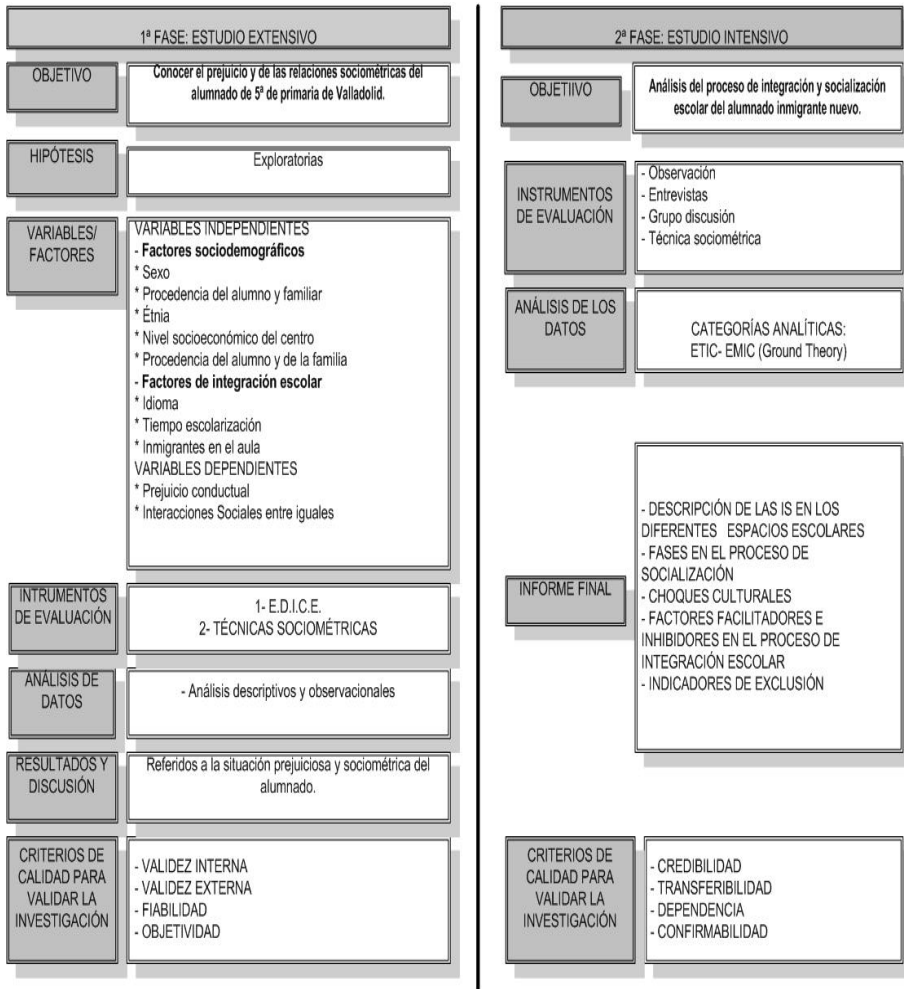 1ª FASE: ESTUDIO EXTENSIVO
OBJETIVO
Conocer el prejuicio y de las relaciones sociométricas del
alumnado de 5ª de primaria de Valladolid.
HIPÓTESIS
Exploratorias
VARIABLES/
FACTORES
VARIABLES INDEPENDIENTES
- Factores sociodemográficos
* Sexo
* Procedencia del alumno y familiar
* Étnia
* Nivel socioeconómico del centro
* Procedencia del alumno y de la familia
- Factores de integración escolar
* Idioma
* Tiempo escolarización
* Inmigrantes en el aula
VARIABLES DEPENDIENTES
* Prejuicio conductual
* Interacciones Sociales entre iguales
INTRUMENTOS
DE EVALUACIÓN
1- E.D.I.C.E.
2- TÉCNICAS SOCIOMÉTRICAS
ANÁLISIS DE
DATOS
- Análisis descriptivos y observacionales
RESULTADOS Y
DISCUSIÓN
Referidos a la situación prejuiciosa y sociométrica del
alumnado.
CRITERIOS DE
CALIDAD PARA
VALIDAR LA
INVESTIGACIÓN
- VALIDEZ INTERNA
- VALIDEZ EXTERNA
- FIABILIDAD
- OBJETIVIDAD
2ª FASE: ESTUDIO INTENSIVO
OBJETIIVO
Análisis del proceso de integración y socialización
escolar del alumnado inmigrante nuevo.
INSTRUMENTOS
DE EVALUACIÓN
- Observación
- Entrevistas
- Grupo discusión
- Técnica sociométrica
ANÁLISIS DE LOS
DATOS
CATEGORÍAS ANALÍTICAS:
ETIC- EMIC (Ground Theory)
INFORME FINAL
- DESCRIPCIÓN DE LAS IS EN LOS
DIFERENTES ESPACIOS ESCOLARES
- FASES EN EL PROCESO DE
SOCIALIZACIÓN
- CHOQUES CULTURALES
- FACTORES FACILITADORES E
INHIBIDORES EN EL PROCESO DE
INTEGRACIÓN ESCOLAR
- INDICADORES DE EXCLUSIÓN
CRITERIOS DE
CALIDAD PARA
VALIDAR LA
INVESTIGACIÓN
- CREDIBILIDAD
- TRANSFERIBILIDAD
- DEPENDENCIA
- CONFIRMABILIDAD